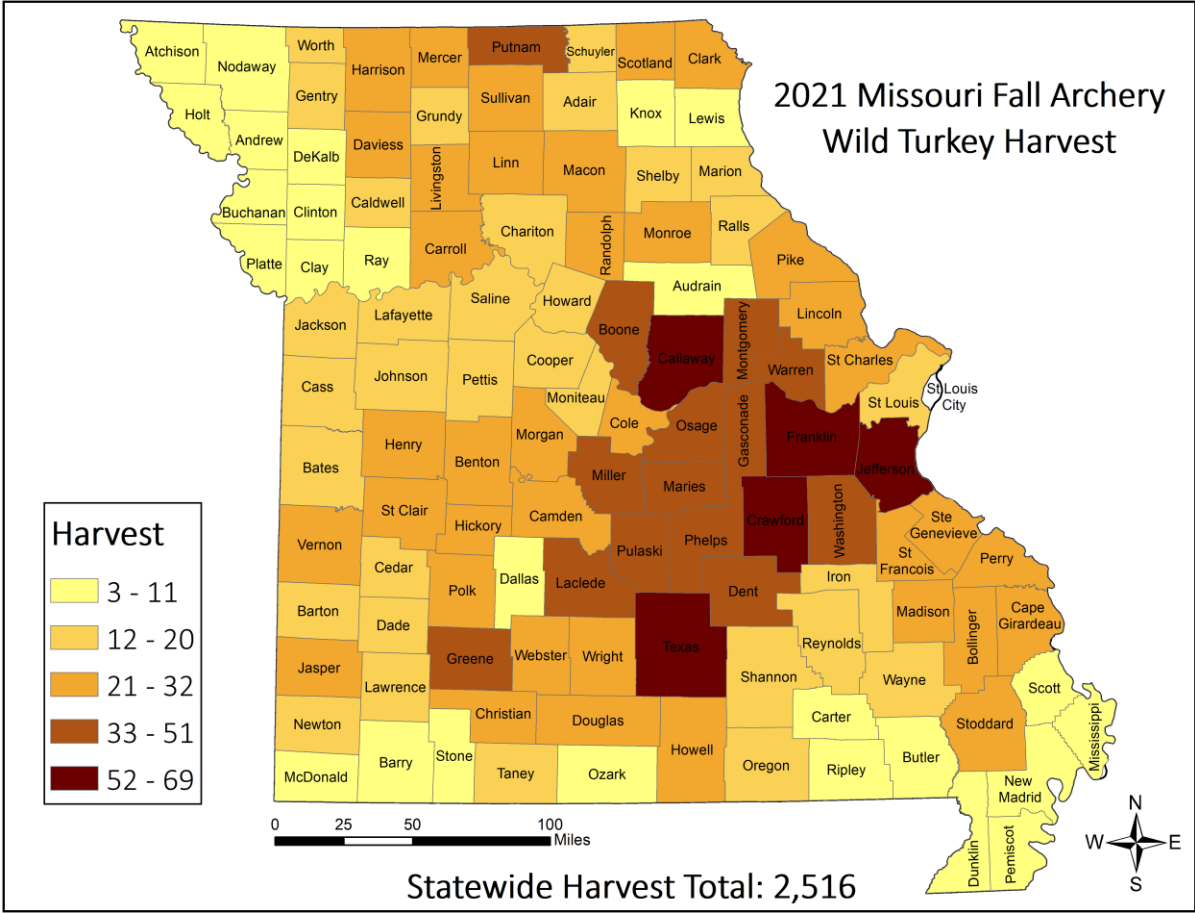 2021 Missouri Fall Archery
Wild Turkey Harvest
Atchison
Nodaway
Worth
Harrison
Mercer
Putnam
Schuyler
Scotland
Clark
Gentry
Sullivan
Adair
Knox
Lewis
Holt
Grundy
Andrew
DeKalb
Daviess
Livingston
Linn
Macon
Shelby
Marion
Buchanan
Clinton
Caldwell
Carroll
Chariton
Randolph
Monroe
Ralls
Platte
Clay
Ray
Pike
Audrain
Saline
Howard
Lafayette
Jackson
Boone
Callaway
Montgomery
Lincoln
Warren
St Charles
St Louis
St Louis
City
Cass
Johnson
Pettis
Cooper
Moniteau
Cole
Osage
Gasconade
Franklin
Jefferson
Morgan
Henry
Benton
Bates
Miller
Maries
St Clair
Hickory
Camden
Crawford
Washington
Ste
Genevieve
St
Francois
Perry
Vernon
Pulaski
Phelps
Cedar
Polk
Dallas
Laclede
Dent
Iron
Madison
Bollinger
Cape
Girardeau
Barton
Dade
Greene
Webster
Wright
Texas
Shannon
Reynolds
Wayne
Jasper
Lawrence
Newton
Christian
Douglas
Howell
Carter
Stoddard
Scott
Mississippi
McDonald
Barry
Stone
Taney
Ozark
Oregon
Ripley
Butler
New
Madrid
Dunklin
Pemiscot
Harvest
3 - 11
12 - 20
21 - 32
33 - 51
52 - 69
0 25 50 100
Miles
N
W E
S
Statewide Harvest Total: 2,516